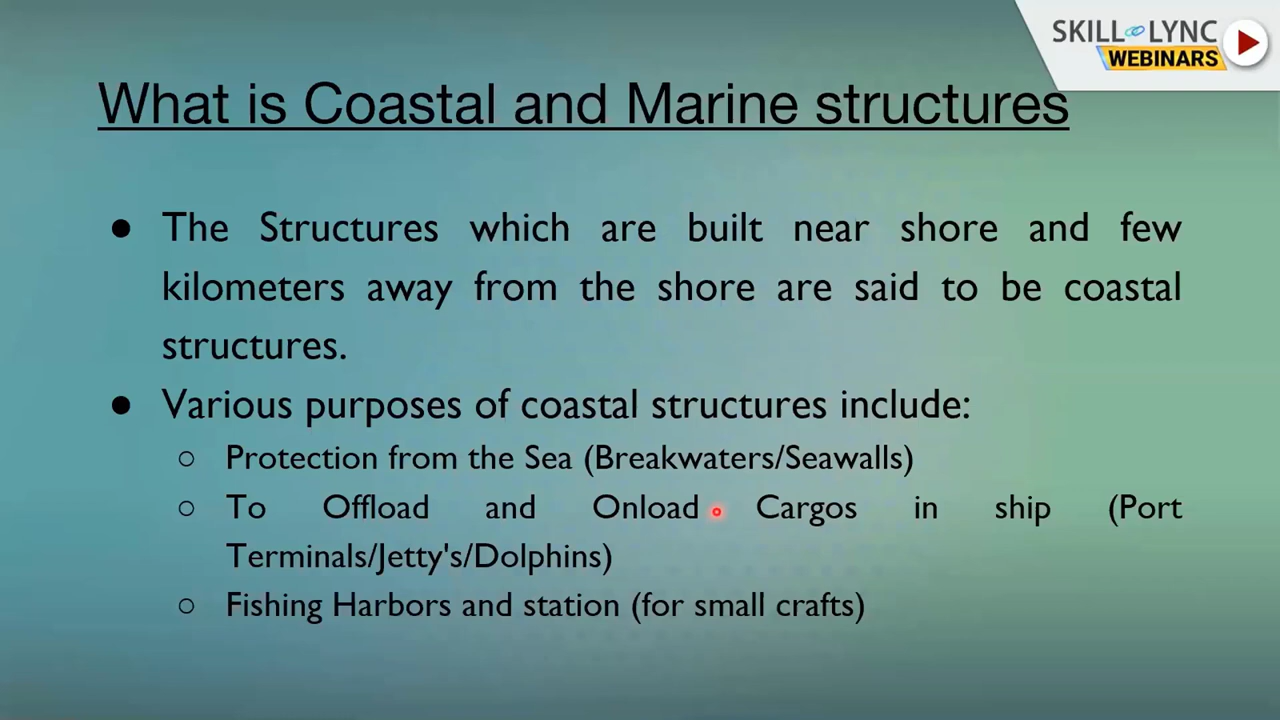 SKILL LYNC
WEBINARS
What is Coastal and Marine structures
● The Structures which are built near shore and few
kilometers away from the shore are said to be coastal
structures.
● Various purposes of coastal structures include:
○ Protection from the Sea (Breakwaters/Seawalls)
○ To Offload and Onload Cargos in ship (Port
Terminals/Jetty's/Dolphins)
○ Fishing Harbors and station (for small crafts)